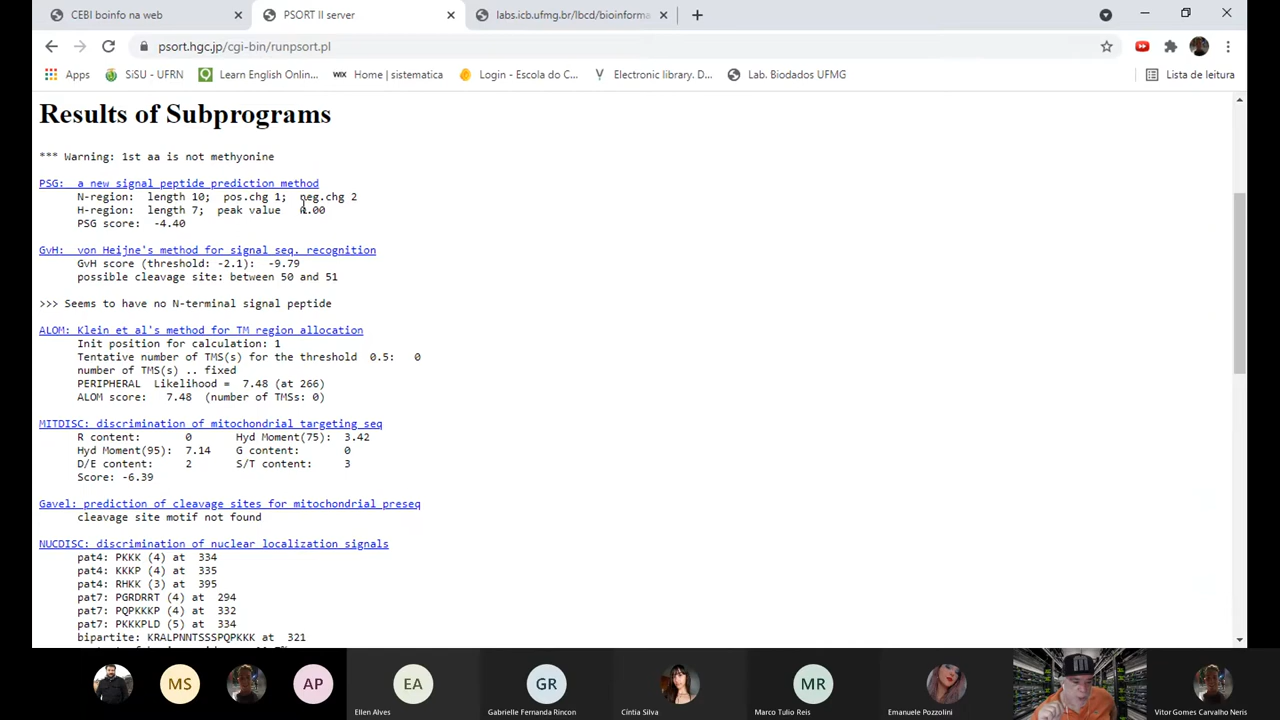 CEBI boinfo na web
PSORT II server
labs.icb.ufmg.br/lbcd/bioinforma
psort.hgc.jp/cgi-bin/runpsort.pl
Apps
SiSU - UFRN
Learn English Onlin...
WIX Home | sistematica
Login - Escola do C...
Electronic library. D...
Lab. Biodados UFMG
Lista de leitura
Results of Subprograms
*** Warning: 1st aa is not methyonine
PSG: a new signal peptide prediction method
N-region: length 10; pos.chg 1; neg.chg 2
H-region: length 7; peak value .00
PSG score: -4.40
GvH: von Heijne's method for signal seq. recognition
GvH score (threshold: -2.1): -9.79
possible cleavage site: between 50 and 51
>>> Seems to have no N-terminal signal peptide
ALOM: Klein et al's method for TM region allocation
Init position for calculation: 1
Tentative number of TMS(s) for the threshold 0.5: 0
number of TMS(s) .. fixed
PERIPHERAL Likelihood = 7.48 (at 266)
ALOM score: 7.48 (number of TMSs: 0)
MITDISC: discrimination of mitochondrial targeting seq
R content: 0 Hyd Moment(75): 3.42
Hyd Moment(95): 7.14 G content: 0
D/E content: 2 S/T content: 3
Score: -6.39
Gavel: prediction of cleavage sites for mitochondrial preseq
cleavage site motif not found
NUCDISC: discrimination of nuclear localization signals
pat4: PKKK (4) at 334
pat4: KKKP (4) at 335
pat4: RHKK (3) at 395
pat7: PGRDRRT (4) at 294
pat7: PQPKKKP (4) at 332
pat7: PKKKPLD (5) at 334
bipartite: KRALPNNTSSSPQPKKK at 321
MS
AP
EA
GR
MR
M
Ellen Alves
Gabrielle Fernanda Rincon
Cíntia Silva
Marco Tulio Reis
Emanuele Pozzolini
Vitor Gomes Carvalho Neris